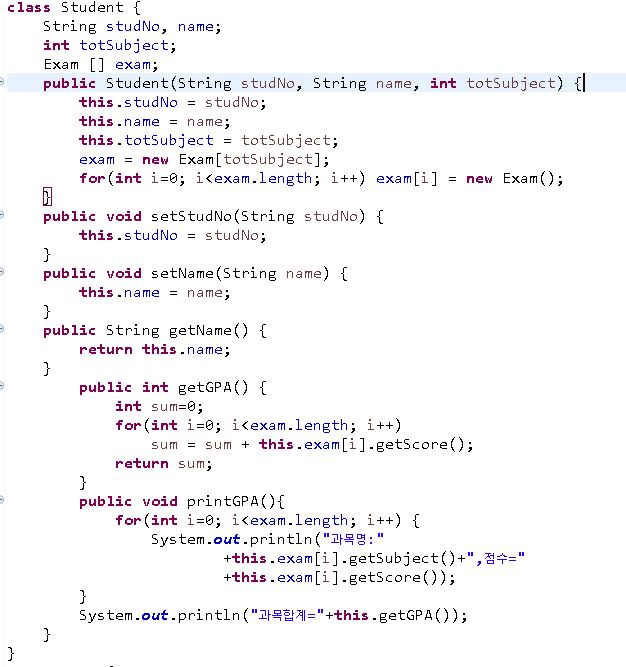 class Student {
    String studNo, name;
    int totSubject;
    Exam [] exam;
    public Student(String studNo, String name, int totSubject) {
        this.studNo = studNo;
        this.name = name;
        this.totSubject = totSubject;
        exam = new Exam[totSubject];
        for(int i=0; i<exam.length; i++) exam[i] = new Exam();
    }
    public void setStudNo(String studNo) {
        this.studNo = studNo;
    }
    public void setName(String name) {
        this.name = name;
    }
    public String getName() {
        return this.name;
    }
        public int getGPA() {
            int sum=0;
            for(int i=0; i<exam.length; i++)
                sum = sum + this.exam[i].getScore();
            return sum;
        }
        public void printGPA(){
            for(int i=0; i<exam.length; i++) {
                System.out.println("과목명:"
                        +this.exam[i].getSubject()+",점수="
                        +this.exam[i].getScore());
        }
        System.out.println("과목합계="+this.getGPA());
    }
}